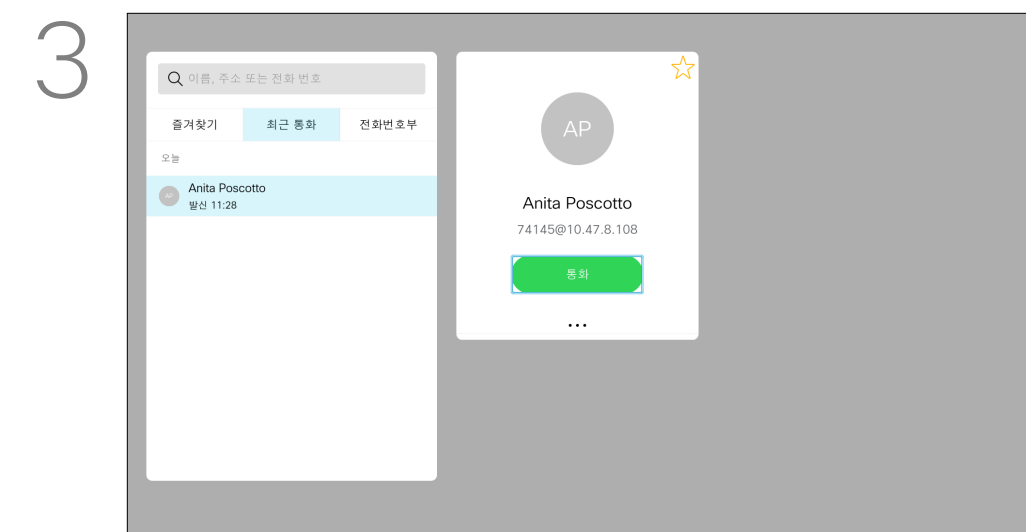 3
이름, 주소 또는 전화 번호
즐겨찾기 최근 통화 전화번호부
오늘
AP Anita Poscotto
발신 11:28
AP
Anita Poscotto
74145@10.47.8.108
통화